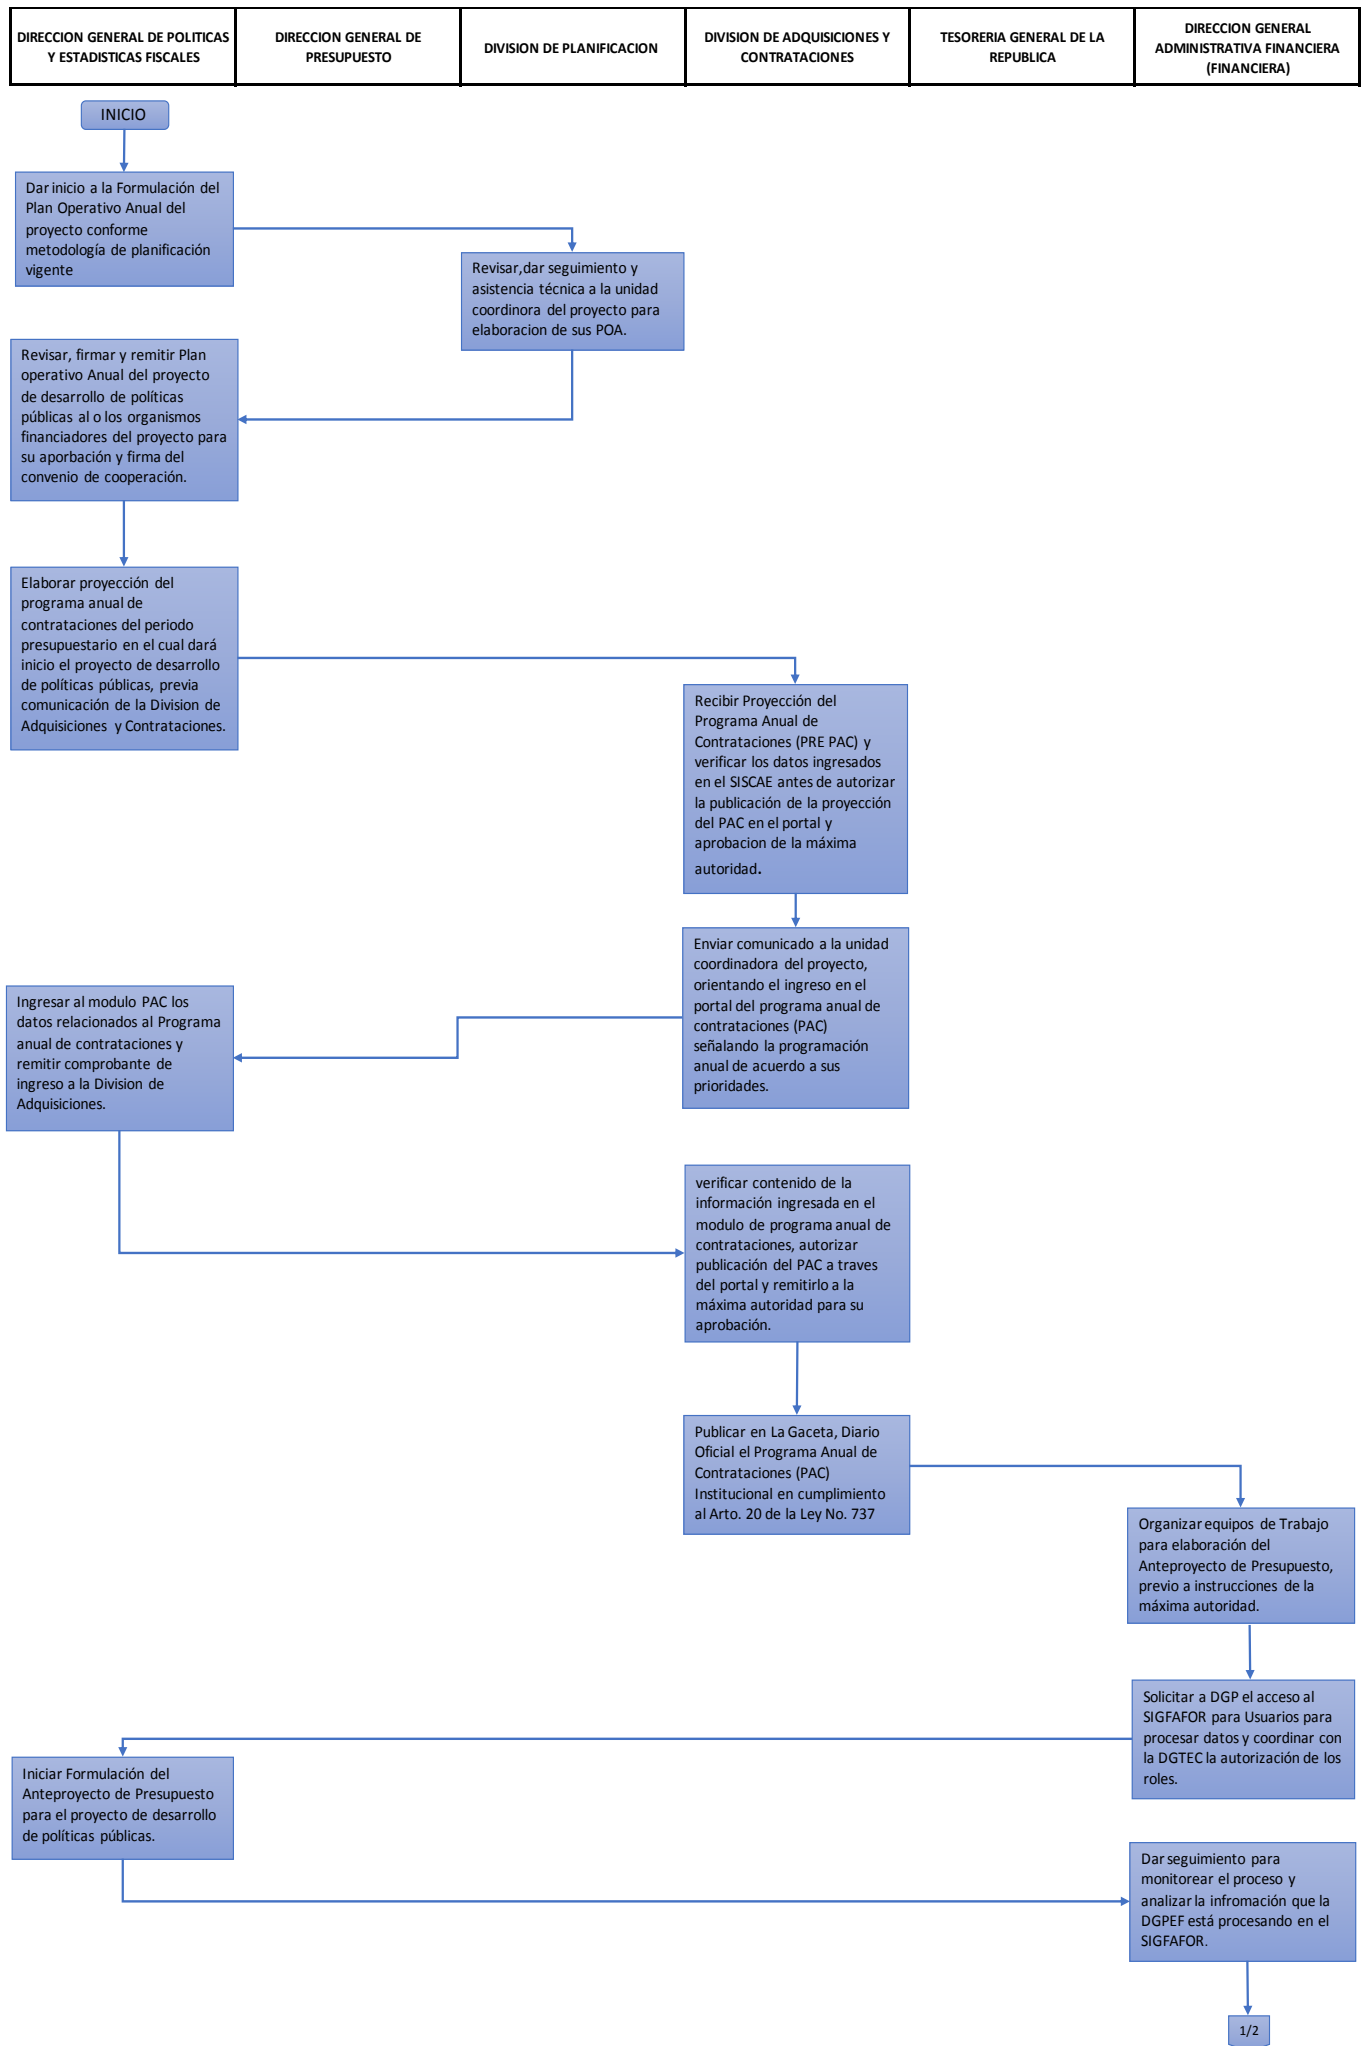 DIRECCION GENERAL DE POLITICAS
Y ESTADISTICAS FISCALES
DIRECCION GENERAL DE
PRESUPUESTO
DIVISION DE PLANIFICACION
DIVISION DE ADQUISICIONES Y
CONTRATACIONES
TESORERIA GENERAL DE LA
REPUBLICA
DIRECCION GENERAL
ADMINISTRATIVA FINANCIERA
(FINANCIERA)
INICIO
Dar inicio a la Formulación del
Plan Operativo Anual del
proyecto conforme
metodología de planificación
vigente
Revisar,dar seguimiento y
asistencia técnica a la unidad
coordinora del proyecto para
elaboracion de sus POA.
Revisar, firmar y remitir Plan
operativo Anual del proyecto
de desarrollo de políticas
públicas al o los organismos
financiadores del proyecto para
su aporbación y firma del
convenio de cooperación.
Elaborar proyección del
programa anual de
contrataciones del periodo
presupuestario en el cual dará
inicio el proyecto de desarrollo
de políticas públicas, previa
comunicación de la Division de
Adquisiciones y Contrataciones.
Recibir Proyección del
Programa Anual de
Contrataciones (PRE PAC) y
verificar los datos ingresados
en el SISCAE antes de autorizar
la publicación de la proyección
del PAC en el portal y
aprobacion de la máxima
autoridad.
Enviar comunicado a la unidad
coordinadora del proyecto,
orientando el ingreso en el
portal del programa anual de
contrataciones (PAC)
señalando la programación
anual de acuerdo a sus
prioridades.
Ingresar al modulo PAC los
datos relacionados al Programa
anual de contrataciones y
remitir comprobante de
ingreso a la Division de
Adquisiciones.
verificar contenido de la
información ingresada en el
modulo de programa anual de
contrataciones, autorizar
publicación del PAC a traves
del portal y remitirlo a la
máxima autoridad para su
aprobación.
Publicar en La Gaceta, Diario
Oficial el Programa Anual de
Contrataciones (PAC)
Institucional en cumplimiento
al Arto. 20 de la Ley No. 737
Organizar equipos de Trabajo
para elaboración del
Anteproyecto de Presupuesto,
previo a instrucciones de la
máxima autoridad.
Solicitar a DGP el acceso al
SIGFAFOR para Usuarios para
procesar datos y coordinar con
la DGTEC la autorización de los
roles.
Iniciar Formulación del
Anteproyecto de Presupuesto
para el proyecto de desarrollo
de políticas públicas.
Dar seguimiento para
monitorear el proceso y
analizar la infromación que la
DGPEF está procesando en el
SIGFAFOR.
1/2